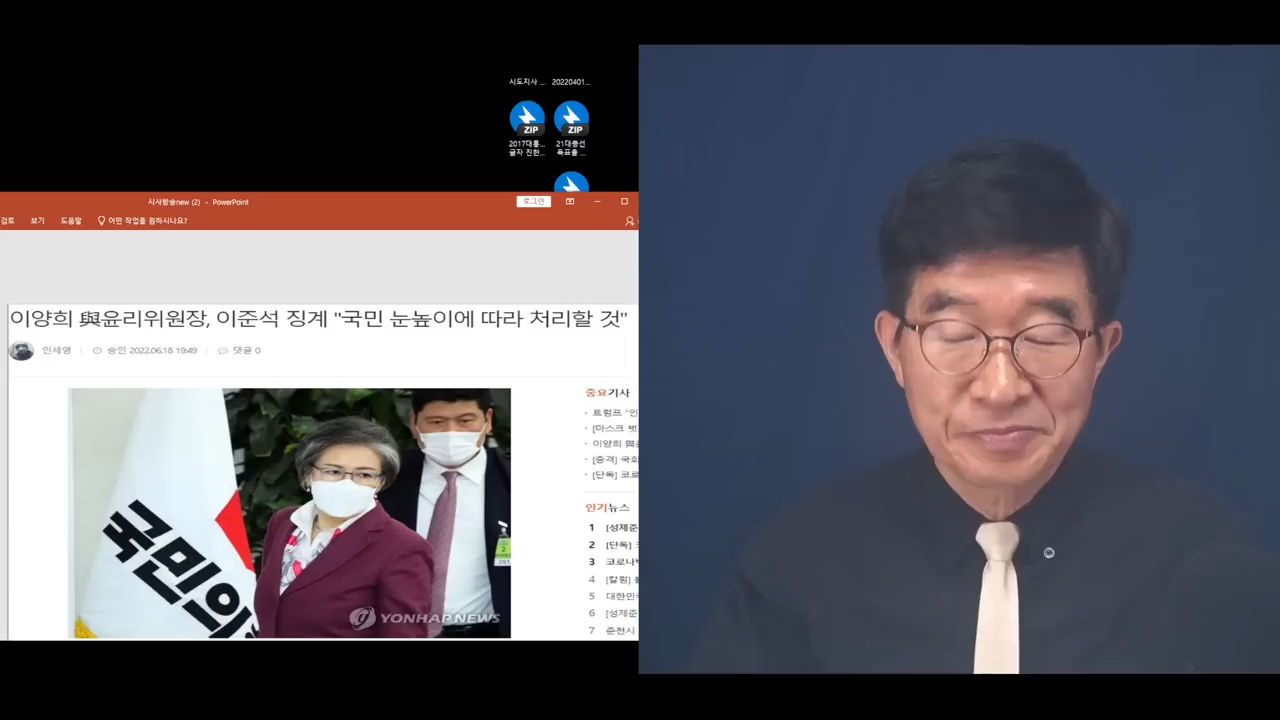 시도지사 ...
20220401...
ZIP
ZIP
2017대통...
글자 진한...
21대총선
득표율 ...
시사방송new (2) - PowerPoint
로그인
검토 보기 도움말 어떤 작업을 원하시나요?
이양희 與윤리위원장, 이준석 징계 "국민 눈높이에 따라 처리할 것"
인세영 승인 2022.06.18 19:49 댓글 0
국민의
YONHAP NEWS
중요기사
트럼프 "인
[마스크 벗
이양희 與
[충격] 국회
[단독] 코로
인기뉴스
1 [성제준
2 [단독]
3 코로나
4 [칼럼]
5 대한민국
6 [성제준
7 춘천시